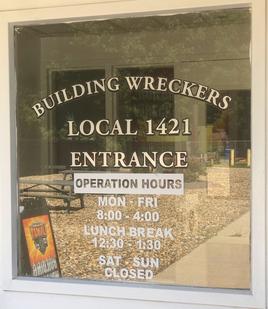 BUILDING WRECKERS
LOCAL 1421
ENTRANCE
OPERATION HOURS
MON - FRI
8:00 - 4:00
LUNCH BREAK
12:30 - 1:30
SAT - SUN
CLOSED